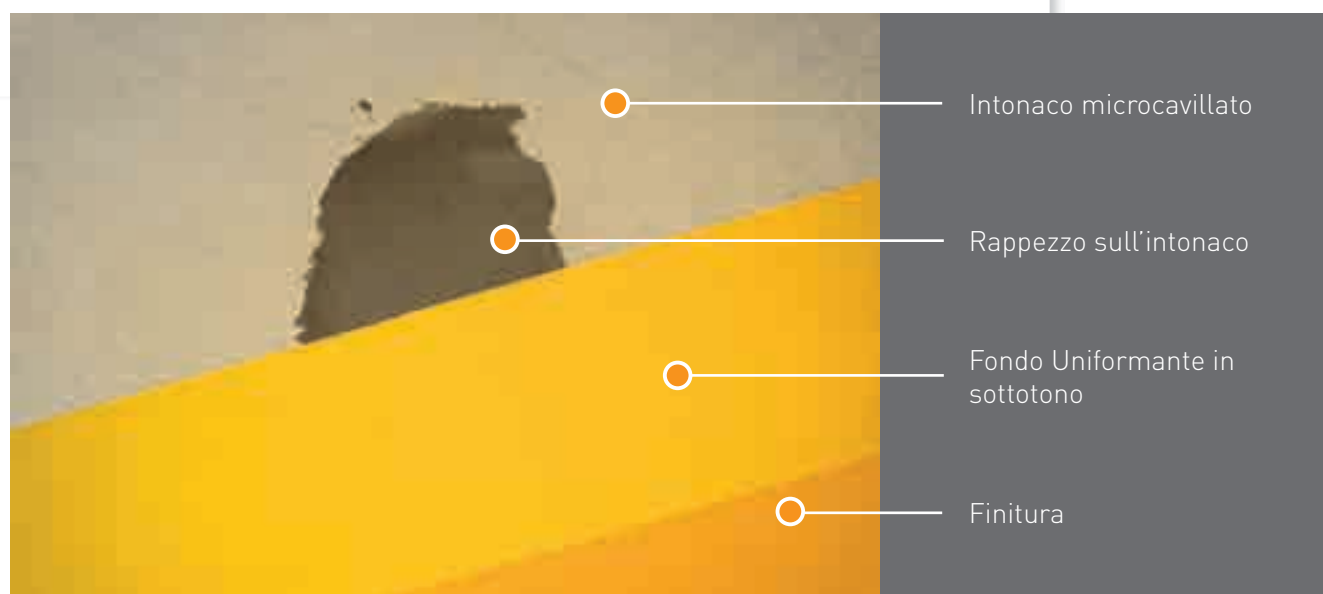 Intonaco microcavillato
Rappezzo sull'intonaco
Fondo Uniformante in
sottotono
Finitura